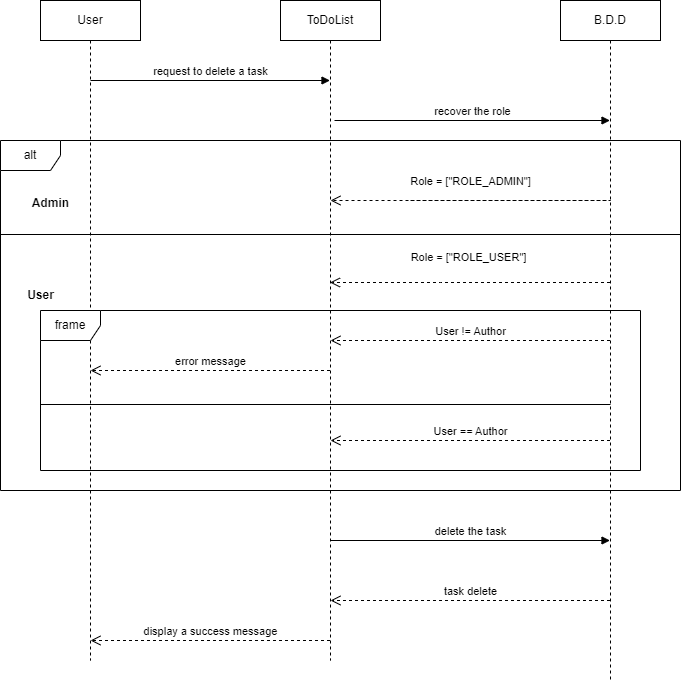 User
ToDoList
B.D.D
request to delete a task
recover the role
alt
Role = ["ROLE_ADMIN"]
Admin
Role = ["ROLE_USER"]
User
frame
User != Author
error message
User == Author
delete the task
task delete
display a success message